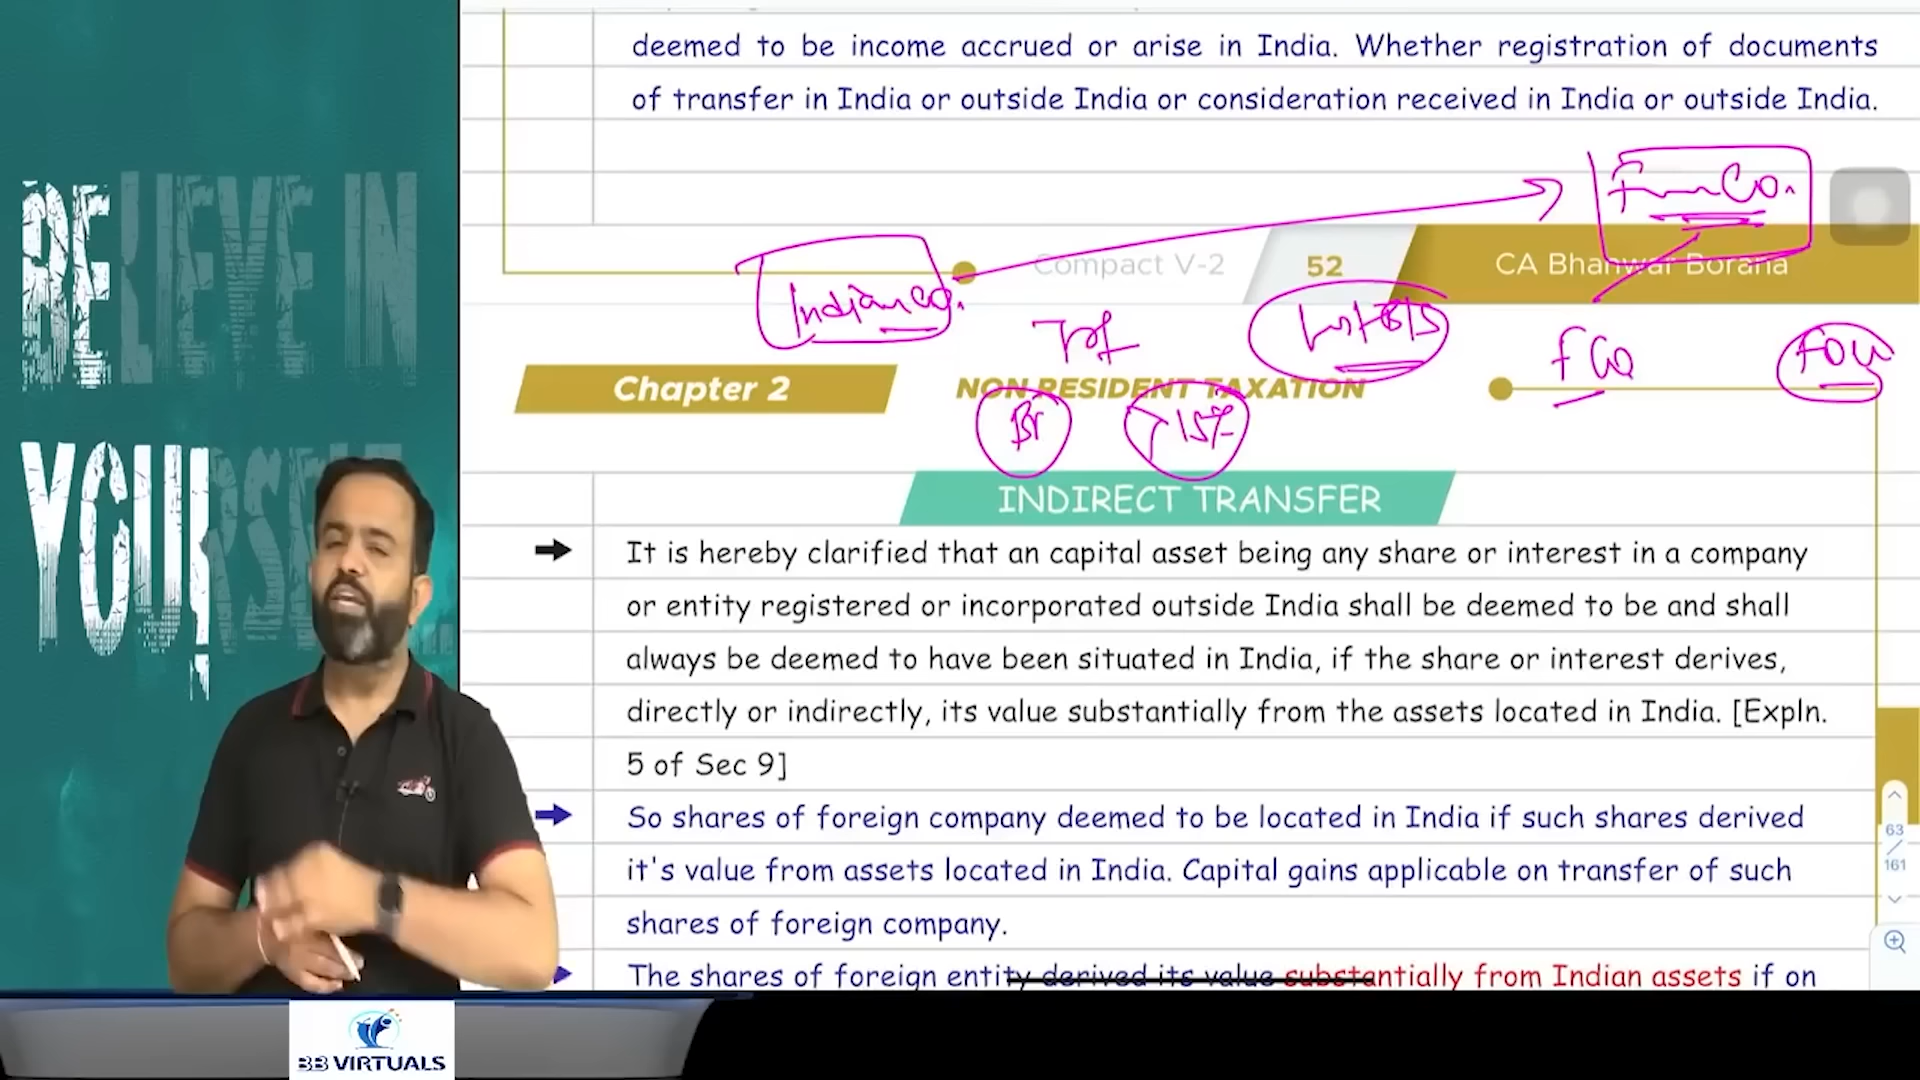 deemed to be income accrued or arise in India. Whether registration of documents
of transfer in India or outside India or consideration received in India or outside India.
BELIEVE IN
Co.
Indian co.
Compact V-2
52
CA Bhanwar Borana
Trf
F Co
Chapter 2
NON RESIDENT TAXATION
Br
15%
INDIRECT TRANSFER
YOURSELF
It is hereby clarified that an capital asset being any share or interest in a company
or entity registered or incorporated outside India shall be deemed to be and shall
always be deemed to have been situated in India, if the share or interest derives,
directly or indirectly, its value substantially from the assets located in India. [Expln.
5 of Sec 9]
So shares of foreign company deemed to be located in India if such shares derived
it's value from assets located in India. Capital gains applicable on transfer of such
shares of foreign company.
The shares of foreign entity derived its value substantially from Indian assets if on
63
/
161
BB VIRTUALS